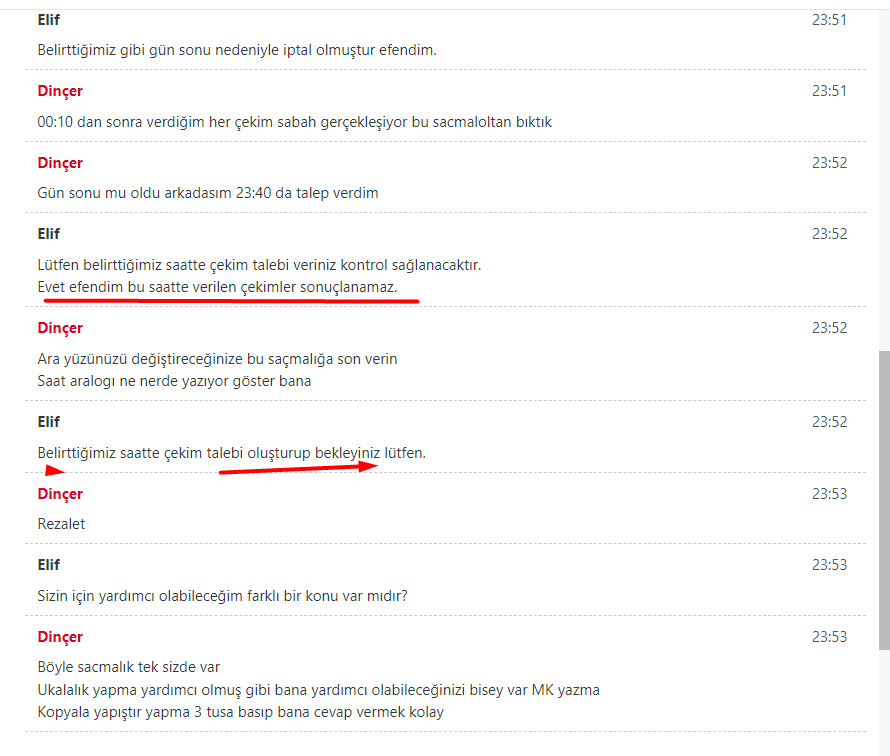 Elif 23:51
Belirttiğimiz gibi gün sonu nedeniyle iptal olmuştur efendim.
Dinçer 23:51
00:10 dan sonra verdiğim her çekim sabah gerçekleşiyor bu sacmaloltan bıktık
Dinçer 23:52
Gün sonu mu oldu arkadasım 23:40 da talep verdim
Elif 23:52
Lütfen belirttiğimiz saatte çekim talebi veriniz kontrol sağlanacaktır.
Evet efendim bu saatte verilen çekimler sonuçlanamaz.
Dinçer 23:52
Ara yüzünüzü değiştireceğinize bu saçmalığa son verin
Saat aralogı ne nerde yazıyor göster bana
Elif 23:52
Belirttiğimiz saatte çekim talebi oluşturup bekleyiniz lütfen.
Dinçer 23:53
Rezalet
Elif 23:53
Sizin için yardımcı olabileceğim farklı bir konu var mıdır?
Dinçer 23:53
Böyle sacmalık tek sizde var
Ukalalık yapma yardımcı olmuş gibi bana yardımcı olabileceğinizi bisey var MK yazma
Kopyala yapıştır yapma 3 tusa basıp bana cevap vermek kolay